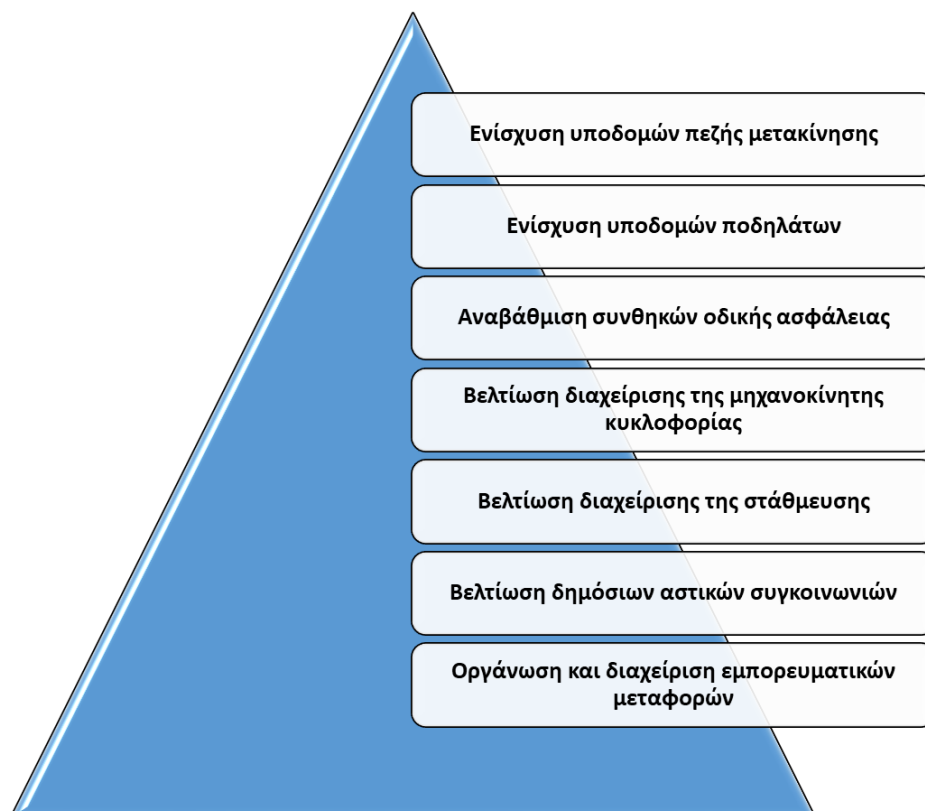 Ενίσχυση υποδομών πεζής μετακίνησης
Ενίσχυση υποδομών ποδηλάτων
Αναβάθμιση συνθηκών οδικής ασφάλειας
Βελτίωση διαχείρισης της μηχανοκίνητης
κυκλοφορίας
Βελτίωση διαχείρισης της στάθμευσης
Βελτίωση δημόσιων αστικών συγκοινωνιών
Οργάνωση και διαχείριση εμπορευματικών
μεταφορών